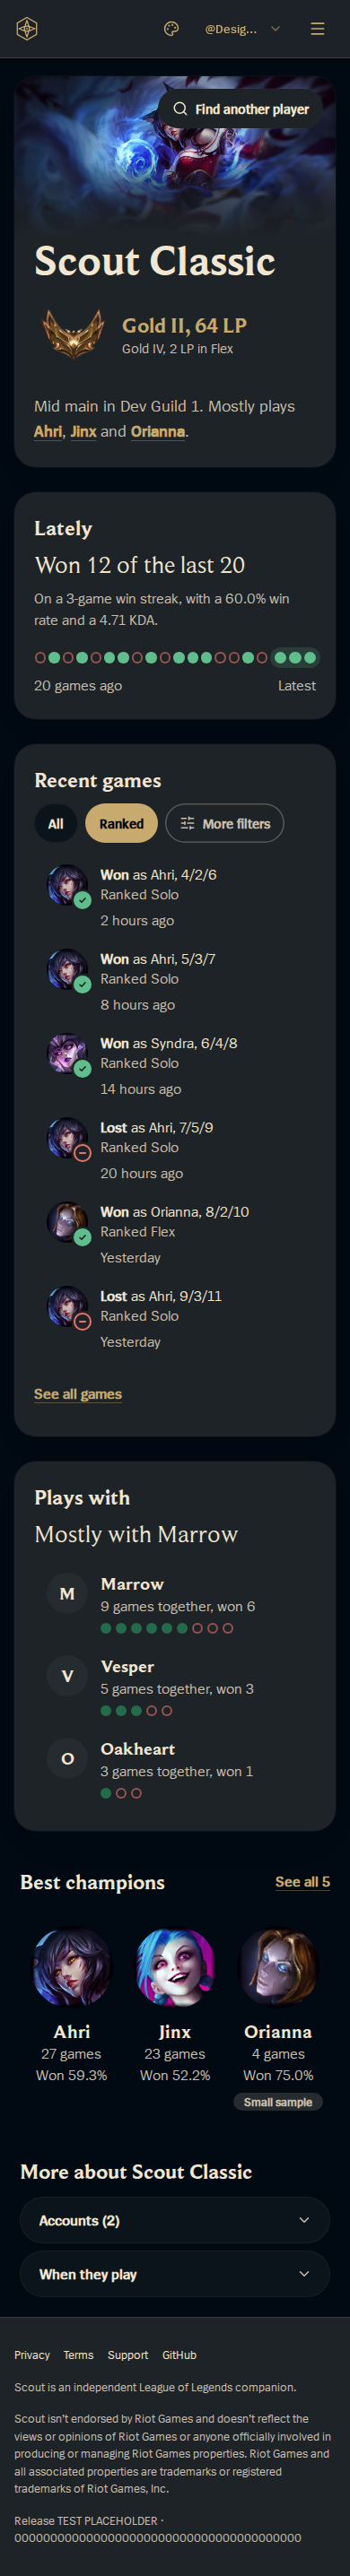 @Desig...
Find another player
Scout Classic
Gold II, 64 LP
Gold IV, 2 LP in Flex
Mid main in Dev Guild 1. Mostly plays
Ahri, Jinx and Orianna.
Lately
Won 12 of the last 20
On a 3-game win streak, with a 60.0% win
rate and a 4.71 KDA.
20 games ago
Latest
Recent games
All
Ranked
More filters
Won as Ahri, 4/2/6
Ranked Solo
2 hours ago
Won as Ahri, 5/3/7
Ranked Solo
8 hours ago
Won as Syndra, 6/4/8
Ranked Solo
14 hours ago
Lost as Ahri, 7/5/9
Ranked Solo
20 hours ago
Won as Orianna, 8/2/10
Ranked Flex
Yesterday
Lost as Ahri, 9/3/11
Ranked Solo
Yesterday
See all games
Plays with
Mostly with Marrow
M
Marrow
9 games together, won 6
V
Vesper
5 games together, won 3
O
Oakheart
3 games together, won 1
Best champions
See all 5
Ahri
27 games
Won 59.3%
Jinx
23 games
Won 52.2%
Orianna
4 games
Won 75.0%
Small sample
More about Scout Classic
Accounts (2)
When they play
Privacy Terms Support GitHub
Scout is an independent League of Legends companion.
Scout isn't endorsed by Riot Games and doesn't reflect the
views or opinions of Riot Games or anyone officially involved in
producing or managing Riot Games properties. Riot Games and
all associated properties are trademarks or registered
trademarks of Riot Games, Inc.
Release TEST PLACEHOLDER ·
0000000000000000000000000000000000000000